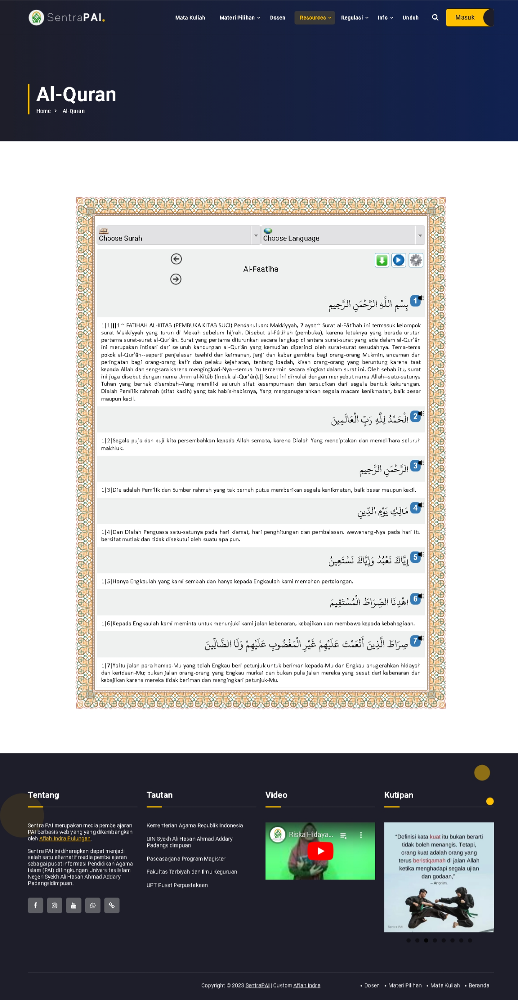 SentraPAI.
Mata Kuliah
Materi Pilihan
Dosen
Resources
Regulasi
Info
Unduh
Masuk
Al-Quran
Home > Al-Quran
Choose Surah
Choose Language
Al-Faatiha
بِسْمِ اللَّهِ الرَّحْمَنِ الرَّحِيمِ 1
1|1|[[1 ~ FATIHAH AL-KITAB (PEMBUKA KITAB SUCI) Pendahuluan: Makkiyyah, 7 ayat ~ Surat al-Fâtihah ini termasuk kelompok
surat Makkiyyah yang turun di Mekah sebelum hijrah. Disebut al-Fâtihah (pembuka), karena letaknya yang berada urutan
pertama surat-surat al-Qur'ân. Surat yang pertama diturunkan secara lengkap di antara surat-surat yang ada dalam al-Qur'ân
ini merupakan intisari dari seluruh kandungan al-Qur'ân yang kemudian diperinci oleh surat-surat sesudahnya. Tema-tema
pokok al-Qur'ân--seperti penjelasan tawhid dan keimanan, janji dan kabar gembira bagi orang-orang Mukmin, ancaman dan
peringatan bagi orang-orang kafir dan pelaku kejahatan, tentang ibadah, kisah orang-orang yang beruntung karena taat
kepada Allah dan sengsara karena mengingkari-Nya--semua itu tercermin secara singkat dalam surat ini. Oleh sebab itu, surat
ini juga disebut dengan nama Umm al-Kitâb (induk al-Qur'ân).]] Surat ini dimulai dengan menyebut nama Allah--satu-satunya
Tuhan yang berhak disembah--Yang memiliki seluruh sifat kesempurnaan dan tersucikan dari segala bentuk kekurangan.
Dialah Pemilik rahmah (sifat kasih) yang tak habis-habisnya, Yang menganugerahkan segala macam kenikmatan, baik besar
maupun kecil.
الْحَمْدُ لِلَّهِ رَبِّ الْعَالَمِينَ 2
1|2|Segala puja dan puji kita persembahkan kepada Allah semata, karena Dialah Yang menciptakan dan memelihara seluruh
makhluk.
الرَّحْمَنِ الرَّحِيمِ 3
1|3|Dia adalah Pemilik dan Sumber rahmah yang tak pernah putus memberikan segala kenikmatan, baik besar maupun kecil.
مَالِكِ يَوْمِ الدِّينِ 4
1|4|Dan Dialah Penguasa satu-satunya pada hari kiamat, hari penghitungan dan pembalasan. wewenang-Nya pada hari itu
bersifat mutlak dan tidak disekutui oleh suatu apa pun.
إِيَّاكَ نَعْبُدُ وَإِيَّاكَ نَسْتَعِينُ 5
1|5|Hanya Engkaulah yang kami sembah dan hanya kepada Engkaulah kami memohon pertolongan.
اهْدِنَا الصِّرَاطَ الْمُسْتَقِيمَ 6
1|6|Kepada Engkaulah kami meminta untuk menunjuki kami jalan kebenaran, kebajikan dan membawa kepada kebahagiaan.
صِرَاطَ الَّذِينَ أَنْعَمْتَ عَلَيْهِمْ غَيْرِ الْمَغْضُوبِ عَلَيْهِمْ وَلَا الضَّالِّينَ 7
1|7|Yaitu jalan para hamba-Mu yang telah Engkau beri petunjuk untuk beriman kepada-Mu dan Engkau anugerahkan hidayah
dan keridaan-Mu; bukan jalan orang-orang yang Engkau murkai dan bukan pula jalan mereka yang sesat dari kebenaran dan
kebajikan karena mereka tidak beriman dan mengingkari petunjuk-Mu.
Tentang
Sentra PAI merupakan media pembelajaran
PAI berbasis web yang yang dikembangkan
oleh Aflah Indra Pulungan.
Sentra PAI ini diharapkan dapat menjadi
salah satu alternatif media pembelajaran
sebagai pusat informasi Pendidikan Agama
Islam (PAI) di lingkungan Universitas Islam
Negeri Syekh Ali Hasan Ahmad Addary
Padangsidimpuan.
Tautan
Kementerian Agama Republik Indonesia
UIN Syekh Ali Hasan Ahmad Addary
Padangsidimpuan
Pascasarjana Program Magister
Fakultas Tarbiyah dan Ilmu Keguruan
UPT Pusat Perpustakaan
Video
Riska Hidaya...
Kutipan
“Definisi kata kuat itu bukan berarti
tidak boleh menangis. Tetapi,
orang kuat adalah orang yang
terus beristiqamah di jalan Allah
ketika menghadapi segala ujian
dan godaan,”
– Anonim.
Sentra PAI
Copyright © 2023 SentraPAI | Custom Aflah Indra
• Dosen • Materi Pilihan • Mata Kuliah • Beranda